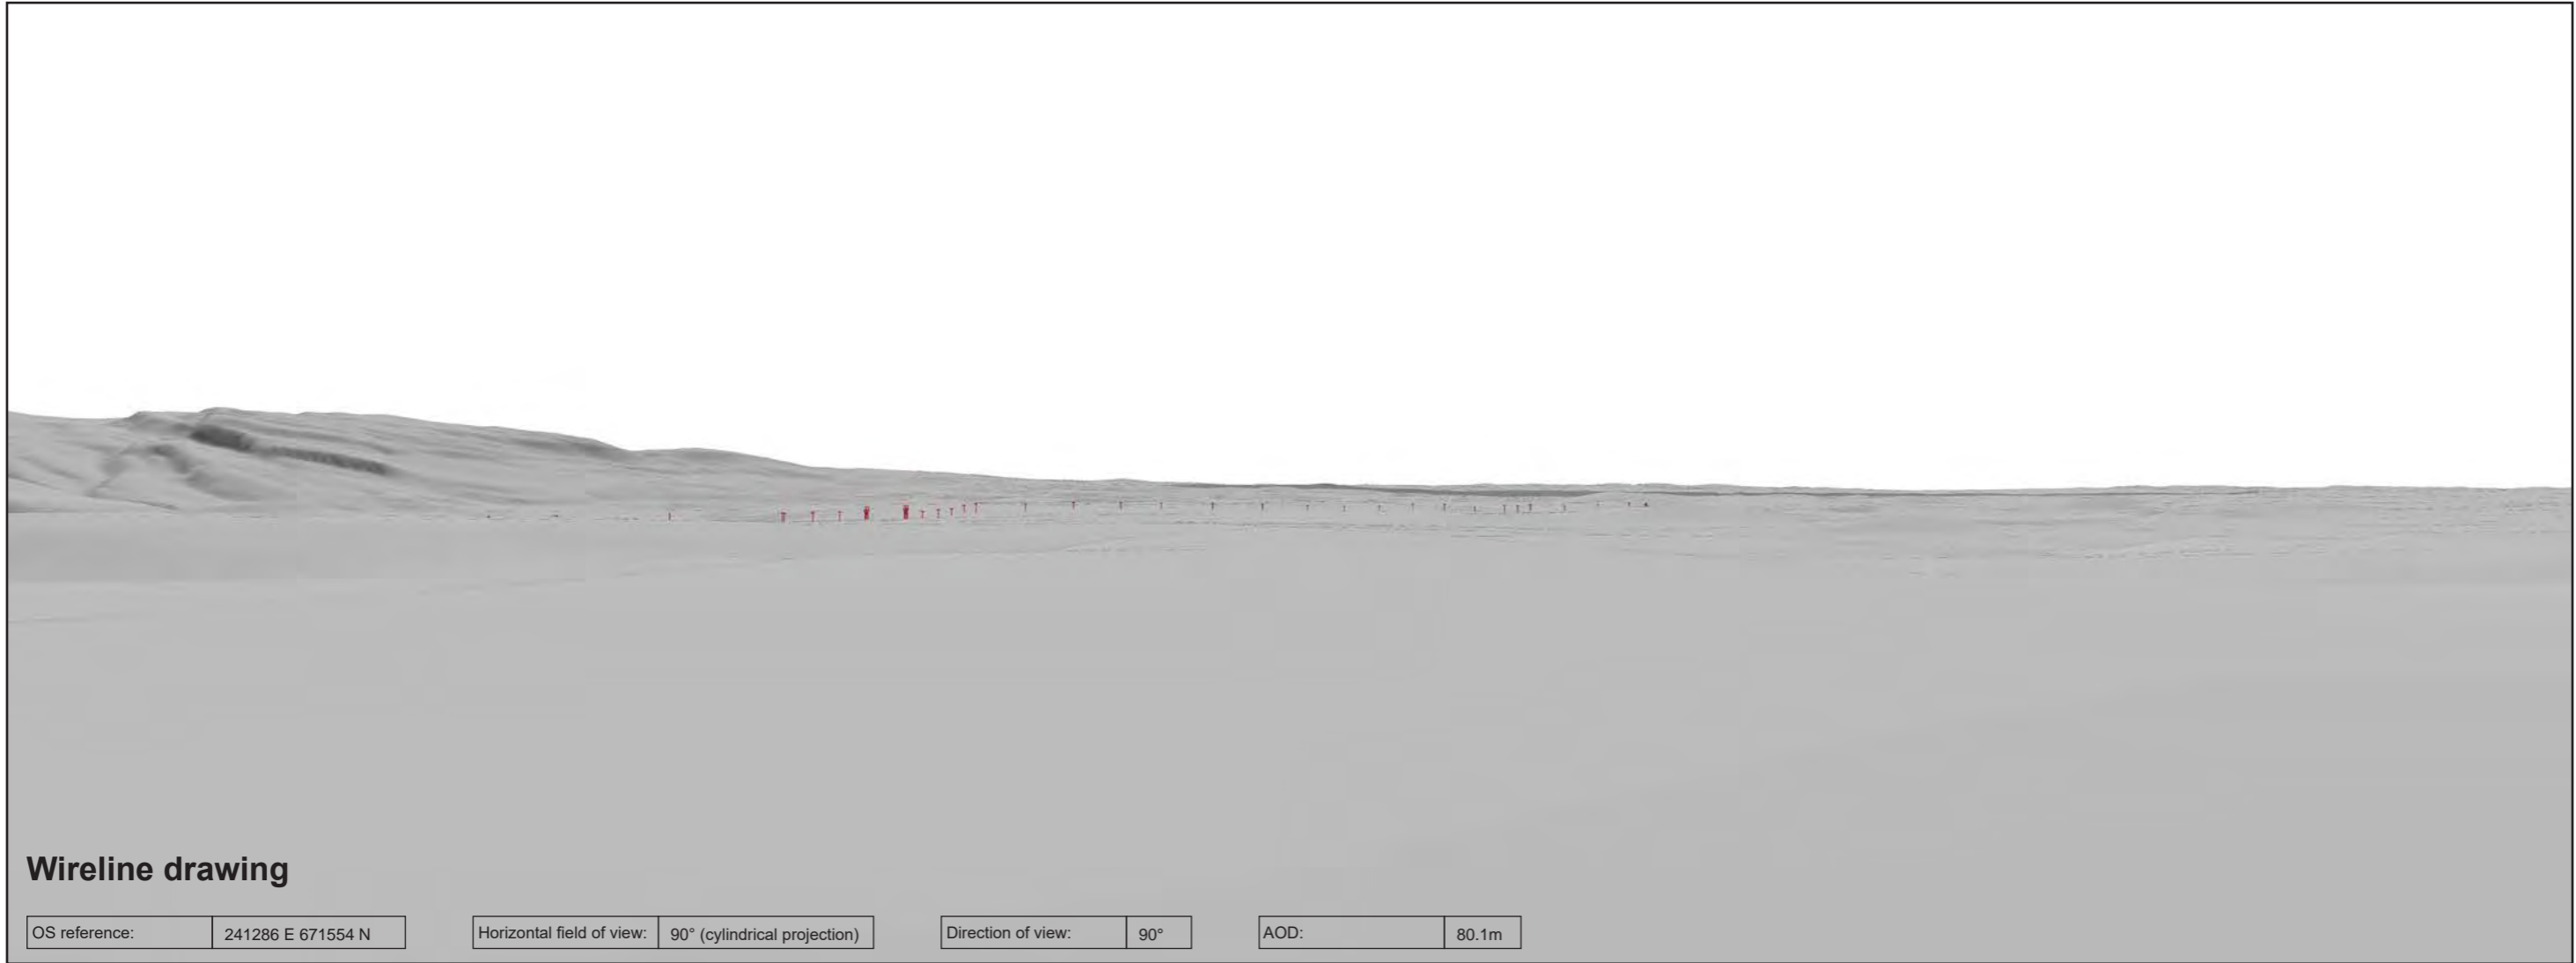 Wireline drawing
OS reference: 241286 E 671554 N
Horizontal field of view: 90° (cylindrical projection)
Direction of view: 90°
AOD: 80.1m